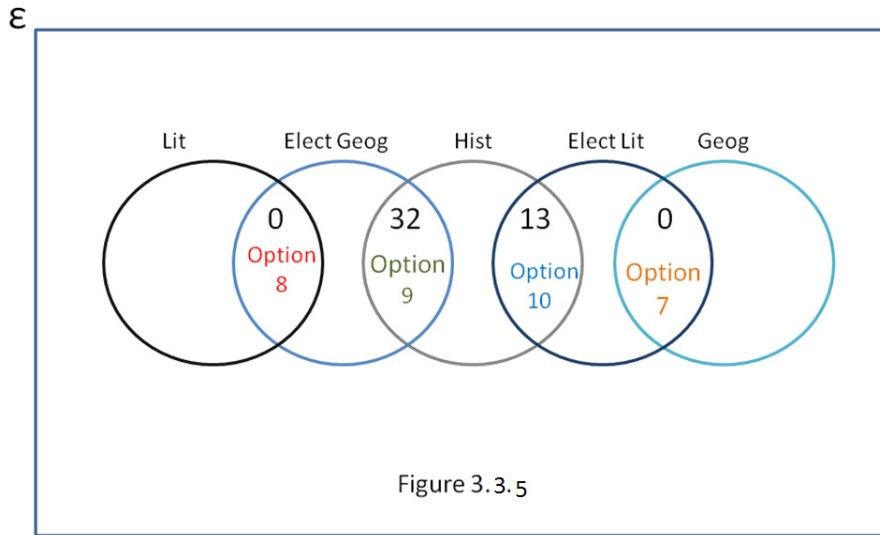 ε
Lit Elect Geog Hist Elect Lit Geog
0 32 13 0
Option Option Option Option
8 9 10 7
Figure 3.3.5